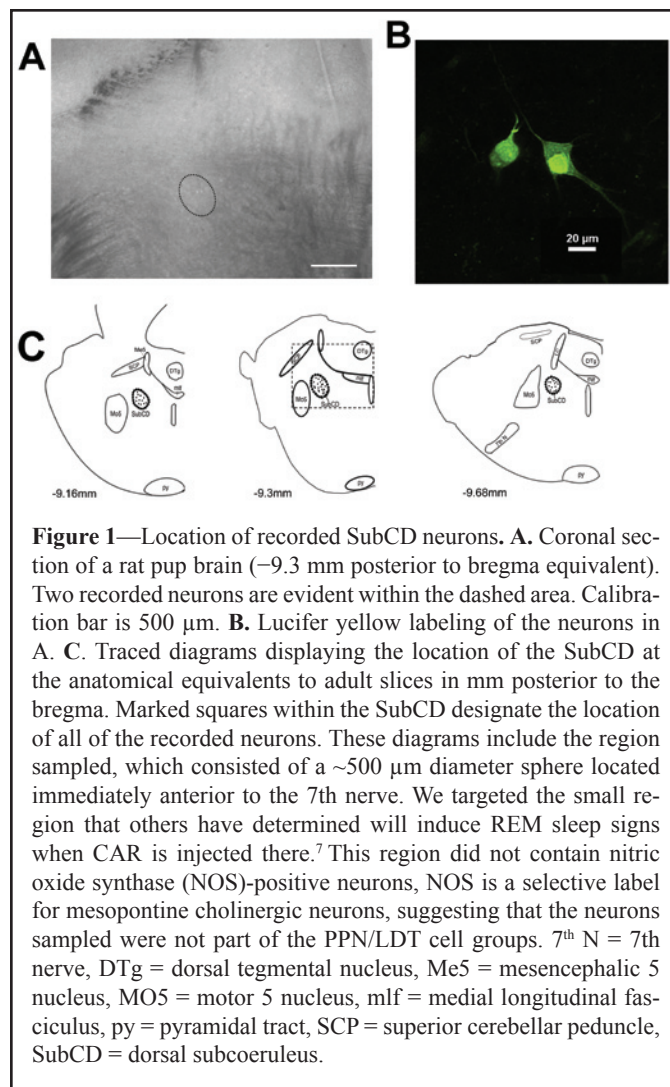 A
B
20 µm
C
Me5
SCP
DTg
mlf
Mo5
SubCD
py
-9.16mm
DTg
mlf
Mo5
SubCD
py
-9.3mm
SCP
DTg
mlf
Mo5
SubCD
7th N
py
-9.68mm
Figure 1—Location of recorded SubCD neurons. A. Coronal sec-
tion of a rat pup brain (−9.3 mm posterior to bregma equivalent).
Two recorded neurons are evident within the dashed area. Calibra-
tion bar is 500 µm. B. Lucifer yellow labeling of the neurons in
A. C. Traced diagrams displaying the location of the SubCD at
the anatomical equivalents to adult slices in mm posterior to the
bregma. Marked squares within the SubCD designate the location
of all of the recorded neurons. These diagrams include the region
sampled, which consisted of a ~500 µm diameter sphere located
immediately anterior to the 7th nerve. We targeted the small re-
gion that others have determined will induce REM sleep signs
when CAR is injected there.⁷ This region did not contain nitric
oxide synthase (NOS)-positive neurons, NOS is a selective label
for mesopontine cholinergic neurons, suggesting that the neurons
sampled were not part of the PPN/LDT cell groups. 7ᵗʰ N = 7th
nerve, DTg = dorsal tegmental nucleus, Me5 = mesencephalic 5
nucleus, MO5 = motor 5 nucleus, mlf = medial longitudinal fas-
ciculus, py = pyramidal tract, SCP = superior cerebellar peduncle,
SubCD = dorsal subcoeruleus.